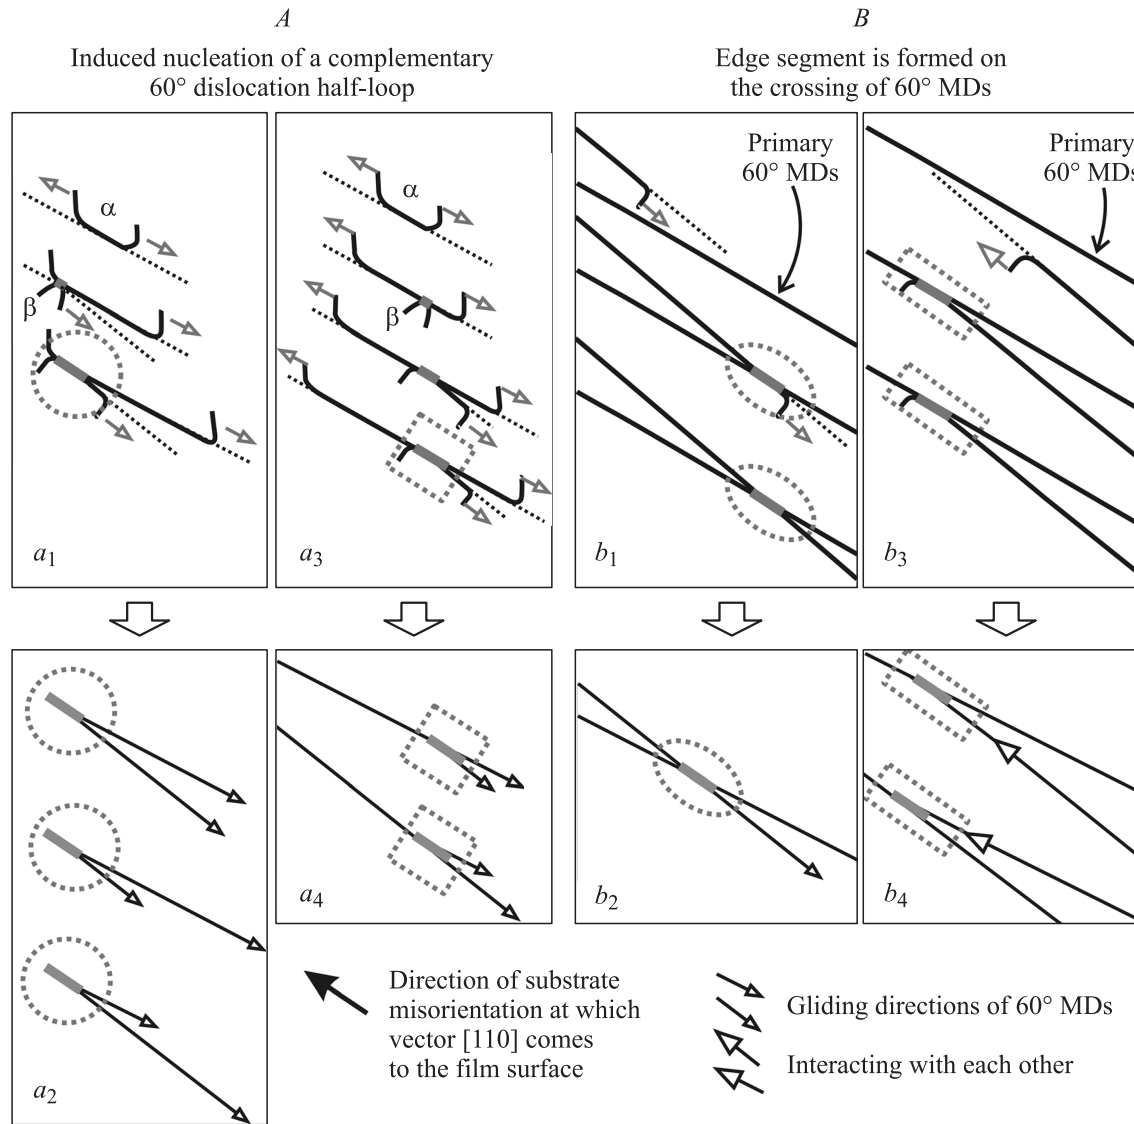 A
Induced nucleation of a complementary
60° dislocation half-loop
B
Edge segment is formed on
the crossing of 60° MDs
α
β
a1
α
β
a3
Primary
60° MDs
b1
Primary
60° MDs
b3
a2
a4
b2
b4
Direction of substrate
misorientation at which
vector [110] comes
to the film surface
Gliding directions of 60° MDs
Interacting with each other